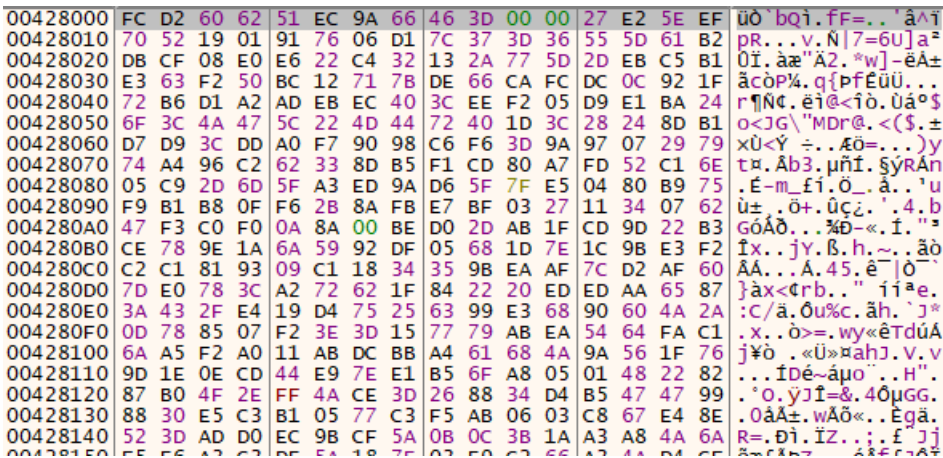 00428000 FC D2 60 62 51 EC 9A 66 46 3D 00 00 27 E2 5E EF üò`bQì.fF=..'â^ï
00428010 70 52 19 01 91 76 06 D1 7C 37 3D 36 55 5D 61 B2 pR...v.Ñ|7=6U]a²
00428020 DB CF 08 E0 E6 22 C4 32 13 2A 77 5D 2D EB C5 B1 ÛÏ.àæ"Ä2.*w]-ëÅ±
00428030 E3 63 F2 50 BC 12 71 7B DE 66 CA FC DC 0C 92 1F ãcòP¼.q{ÞfÊüÜ...
00428040 72 B6 D1 A2 AD EB EC 40 3C EE F2 05 D9 E1 BA 24 r¶Ñ¢.ëì@<îò.Ùáº$
00428050 6F 3C 4A 47 5C 22 4D 44 72 40 1D 3C 28 24 8D B1 o<JG\"MDr@.<($.±
00428060 D7 D9 3C DD A0 F7 90 98 C6 F6 3D 9A 97 07 29 79 ×Ù<Ý ÷..Æö=...)y
00428070 74 A4 96 C2 62 33 8D B5 F1 CD 80 A7 FD 52 C1 6E t¤.Âb3.µñÍ.§ýRÁn
00428080 05 C9 2D 6D 5F A3 ED 9A D6 5F 7F E5 04 80 B9 75 .É-m_£í.Ö_.å..¹u
00428090 F9 B1 B8 0F F6 2B 8A FB E7 BF 03 27 11 34 07 62 ù±¸.ö+.ûç¿.'.4.b
004280A0 47 F3 C0 F0 0A 8A 00 BE D0 2D AB 1F CD 9D 22 B3 GóÀð...¾Ð-«.Í."³
004280B0 CE 78 9E 1A 6A 59 92 DF 05 68 1D 7E 1C 9B E3 F2 Îx..jY.ß.h.~..ãò
004280C0 C2 C1 81 93 09 C1 18 34 35 9B EA AF 7C D2 AF 60 ÂÁ...Á.45.ê¯|Ò¯`
004280D0 7D E0 78 3C A2 72 62 1F 84 22 20 ED ED AA 65 87 }àx<¢rb.." ííªe.
004280E0 3A 43 2F E4 19 D4 75 25 63 99 E3 68 90 60 4A 2A :C/ä.Ôu%c.ãh.`J*
004280F0 0D 78 85 07 F2 3E 3D 15 77 79 AB EA 54 64 FA C1 .x..ò>=.wy«êTdúÁ
00428100 6A A5 F2 A0 11 AB DC BB A4 61 68 4A 9A 56 1F 76 j¥ò .«Ü»¤ahJ.V.v
00428110 9D 1E 0E CD 44 E9 7E E1 B5 6F A8 05 01 48 22 82 ...ÍDé~áµo¨..H".
00428120 87 B0 4F 2E FF 4A CE 3D 26 88 34 D4 B5 47 47 99 .°O.ÿJÎ=&.4ÔµGG.
00428130 88 30 E5 C3 B1 05 77 C3 F5 AB 06 03 C8 67 E4 8E .0åÃ±.wÃõ«..Ègä.
00428140 52 3D AD D0 EC 9B CF 5A 0B 0C 3B 1A A3 A8 4A 6A R=.Ðì.ÏZ..;.£¨Jj